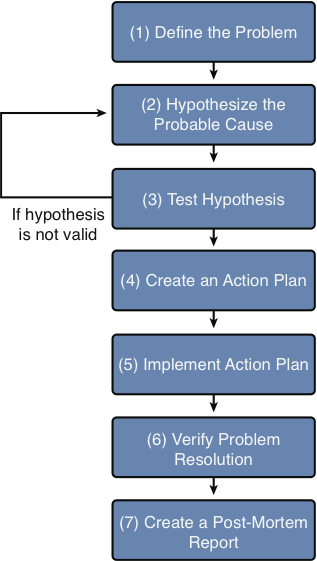 (1) Define the Problem
(2) Hypothesize the
Probable Cause
(3) Test Hypothesis
If hypothesis
is not valid
(4) Create an Action Plan
(5) Implement Action Plan
(6) Verify Problem
Resolution
(7) Create a Post-Mortem
Report